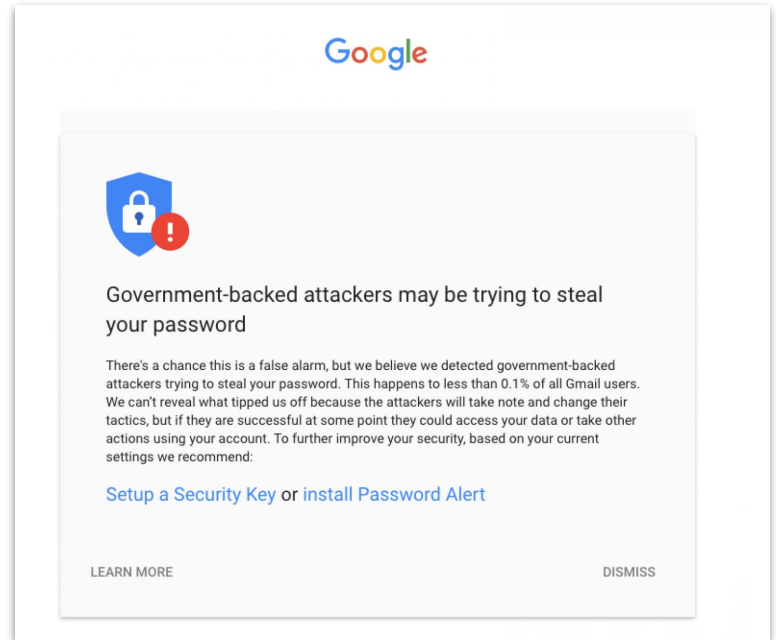 Google
Government-backed attackers may be trying to steal
your password
There's a chance this is a false alarm, but we believe we detected government-backed
attackers trying to steal your password. This happens to less than 0.1% of all Gmail users.
We can't reveal what tipped us off because the attackers will take note and change their
tactics, but if they are successful at some point they could access your data or take other
actions using your account. To further improve your security, based on your current
settings we recommend:
Setup a Security Key or install Password Alert
LEARN MORE DISMISS